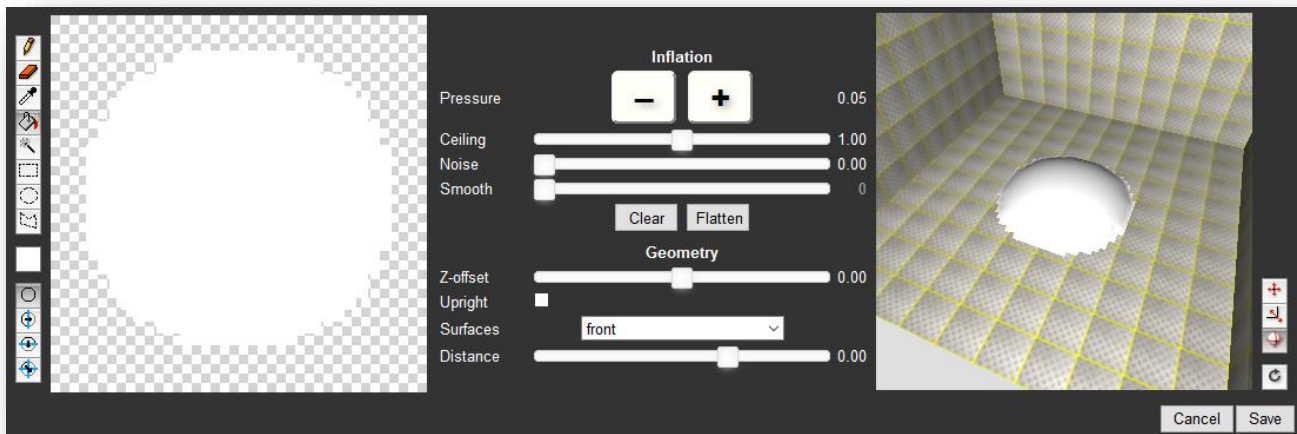 Inflation
Pressure − + 0.05
Ceiling 1.00
Noise 0.00
Smooth 0
Clear Flatten
Geometry
Z-offset 0.00
Upright
Surfaces front
Distance 0.00
Cancel Save